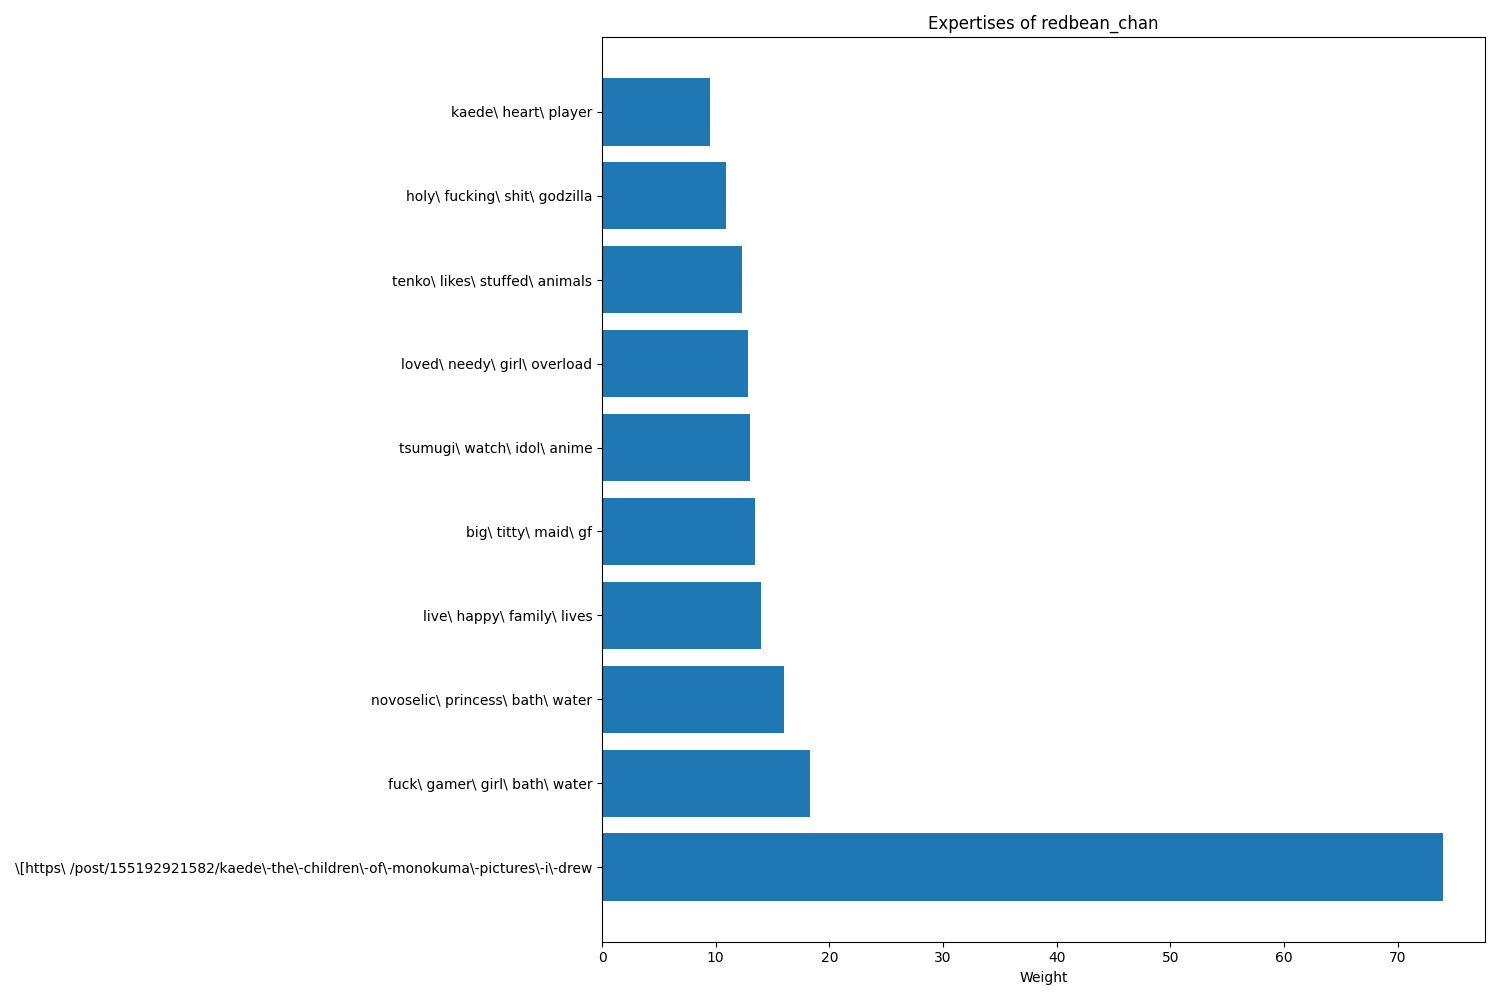 Expertises of redbean_chan
kaede\ heart\ player
holy\ fucking\ shit\ godzilla
tenko\ likes\ stuffed\ animals
loved\ needy\ girl\ overload
tsumugi\ watch\ idol\ anime
big\ titty\ maid\ gf
live\ happy\ family\ lives
novoselic\ princess\ bath\ water
fuck\ gamer\ girl\ bath\ water
\[https\ /post/155192921582/kaede\-the\-children\-of\-monokuma\-pictures\-i\-drew
0 10 20 30 40 50 60 70
Weight